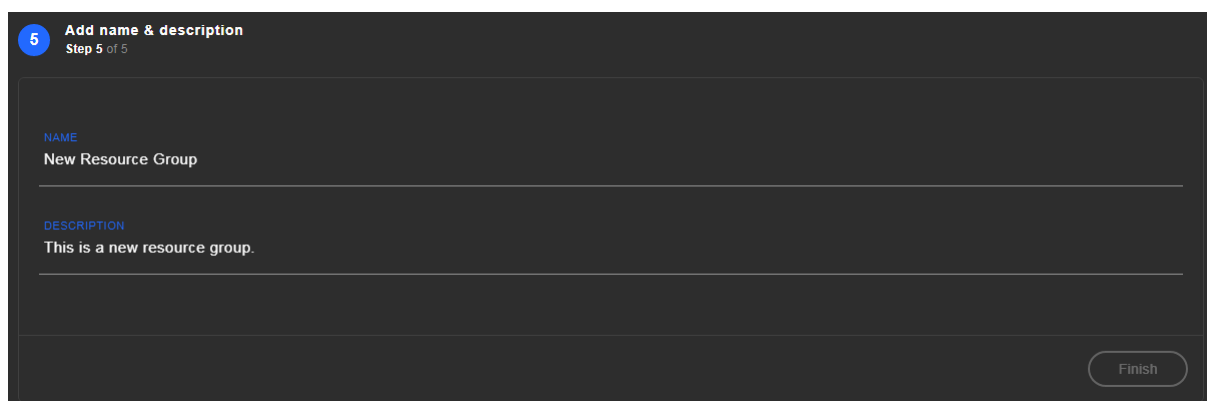 5
Add name & description
Step 5 of 5
NAME
New Resource Group
DESCRIPTION
This is a new resource group.
Finish